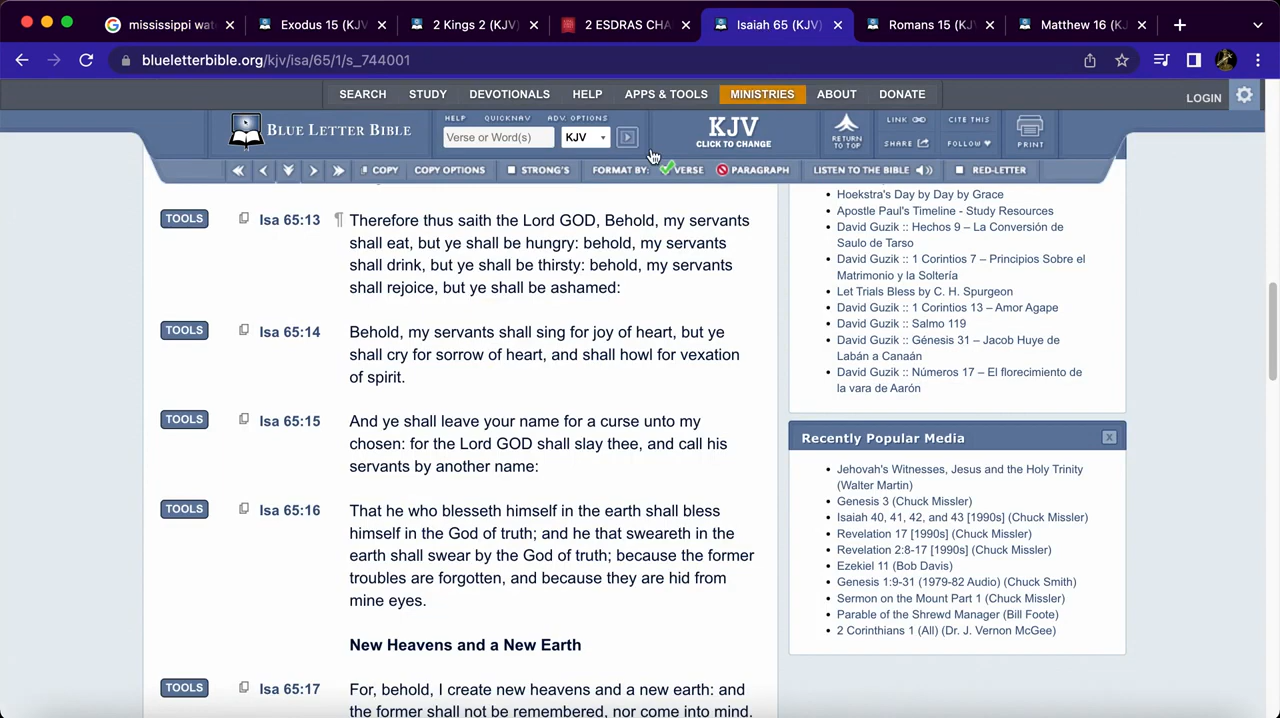 mississippi wat
Exodus 15 (KJV)
2 Kings 2 (KJV)
2 ESDRAS CHA
Isaiah 65 (KJV)
Romans 15 (KJV
Matthew 16 (KJ
blueletterbible.org/kjv/isa/65/1/s_744001
SEARCH STUDY DEVOTIONALS HELP APPS & TOOLS MINISTRIES ABOUT DONATE
LOGIN
BLUE LETTER BIBLE
HELP QUICKNAV ADV. OPTIONS
Verse or Word(s)
KJV
KJV
CLICK TO CHANGE
RETURN
TO TOP
LINK
CITE THIS
SHARE
FOLLOW
PRINT
COPY COPY OPTIONS STRONG'S FORMAT BY: VERSE PARAGRAPH LISTEN TO THE BIBLE RED-LETTER
TOOLS Isa 65:13 ¶ Therefore thus saith the Lord GOD, Behold, my servants
shall eat, but ye shall be hungry: behold, my servants
shall drink, but ye shall be thirsty: behold, my servants
shall rejoice, but ye shall be ashamed:
TOOLS Isa 65:14 Behold, my servants shall sing for joy of heart, but ye
shall cry for sorrow of heart, and shall howl for vexation
of spirit.
TOOLS Isa 65:15 And ye shall leave your name for a curse unto my
chosen: for the Lord GOD shall slay thee, and call his
servants by another name:
TOOLS Isa 65:16 That he who blesseth himself in the earth shall bless
himself in the God of truth; and he that sweareth in the
earth shall swear by the God of truth; because the former
troubles are forgotten, and because they are hid from
mine eyes.
New Heavens and a New Earth
TOOLS Isa 65:17 For, behold, I create new heavens and a new earth: and
the former shall not be remembered, nor come into mind.
Hoekstra's Day by Day by Grace
Apostle Paul's Timeline - Study Resources
David Guzik :: Hechos 9 – La Conversión de
Saulo de Tarso
David Guzik :: 1 Corintios 7 – Principios Sobre el
Matrimonio y la Soltería
Let Trials Bless by C. H. Spurgeon
David Guzik :: 1 Corintios 13 – Amor Agape
David Guzik :: Salmo 119
David Guzik :: Génesis 31 – Jacob Huye de
Labán a Canaán
David Guzik :: Números 17 – El florecimiento de
la vara de Aarón
Recently Popular Media
Jehovah's Witnesses, Jesus and the Holy Trinity
(Walter Martin)
Genesis 3 (Chuck Missler)
Isaiah 40, 41, 42, and 43 [1990s] (Chuck Missler)
Revelation 17 [1990s] (Chuck Missler)
Revelation 2:8-17 [1990s] (Chuck Missler)
Ezekiel 11 (Bob Davis)
Genesis 1:9-31 (1979-82 Audio) (Chuck Smith)
Sermon on the Mount Part 1 (Chuck Missler)
Parable of the Shrewd Manager (Bill Foote)
2 Corinthians 1 (All) (Dr. J. Vernon McGee)